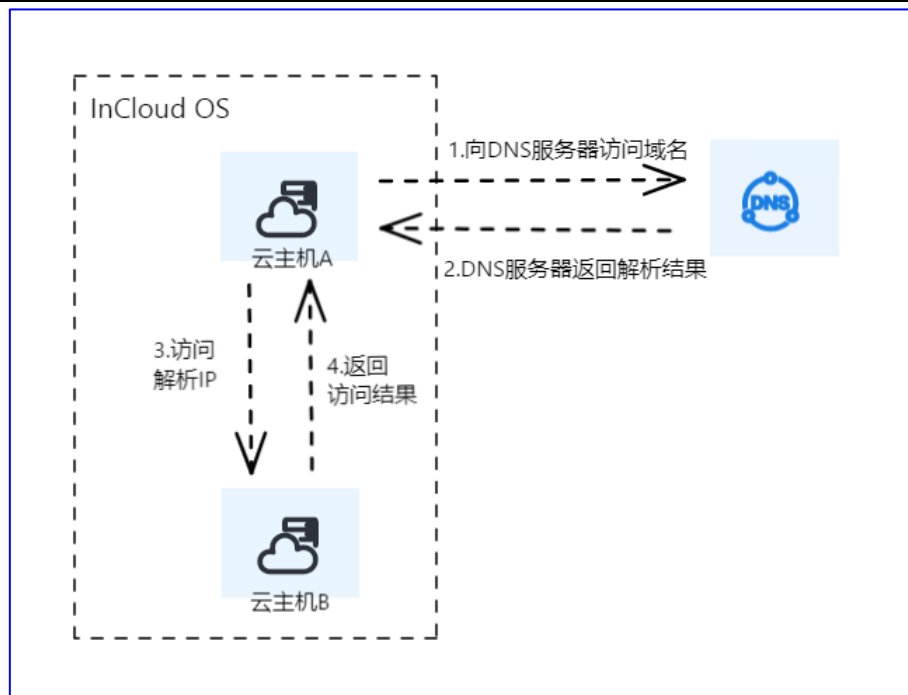 InCloud OS
1.向DNS服务器访问域名
DNS
云主机A
2.DNS服务器返回解析结果
3.访问
解析IP
4.返回
访问结果
云主机B